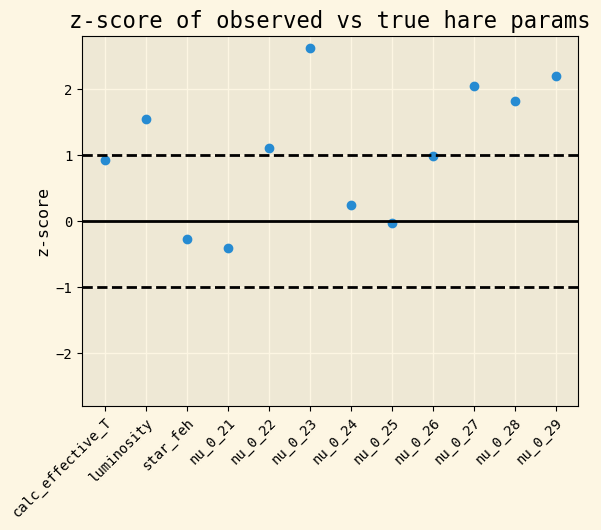 z-score of observed vs true hare params
z-score
2
1
0
−1
−2
calc_effective_T
luminosity
star_feh
nu_0_21
nu_0_22
nu_0_23
nu_0_24
nu_0_25
nu_0_26
nu_0_27
nu_0_28
nu_0_29